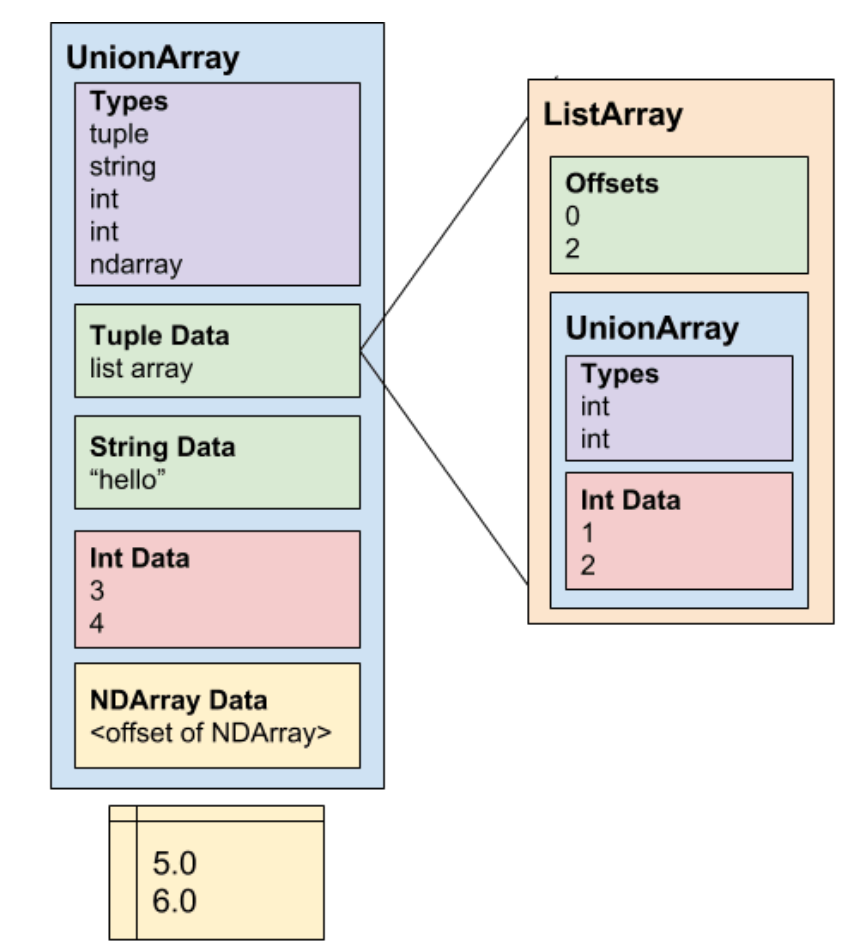 UnionArray
Types
tuple
string
int
int
ndarray
Tuple Data
list array
String Data
“hello”
Int Data
3
4
NDArray Data
<offset of NDArray>
5.0
6.0
ListArray
Offsets
0
2
UnionArray
Types
int
int
Int Data
1
2